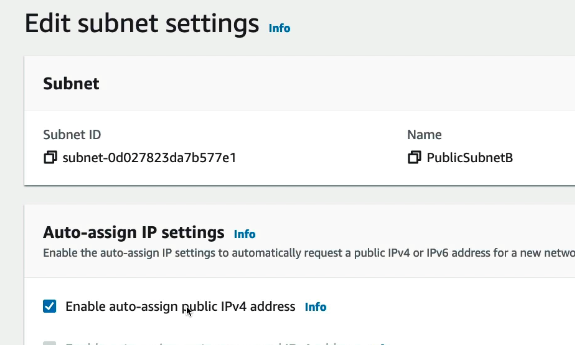 Edit subnet settings Info
Subnet
Subnet ID Name
subnet-0d027823da7b577e1 PublicSubnetB
Auto-assign IP settings Info
Enable the auto-assign IP settings to automatically request a public IPv4 or IPv6 address for a new netwo
Enable auto-assign public IPv4 address Info